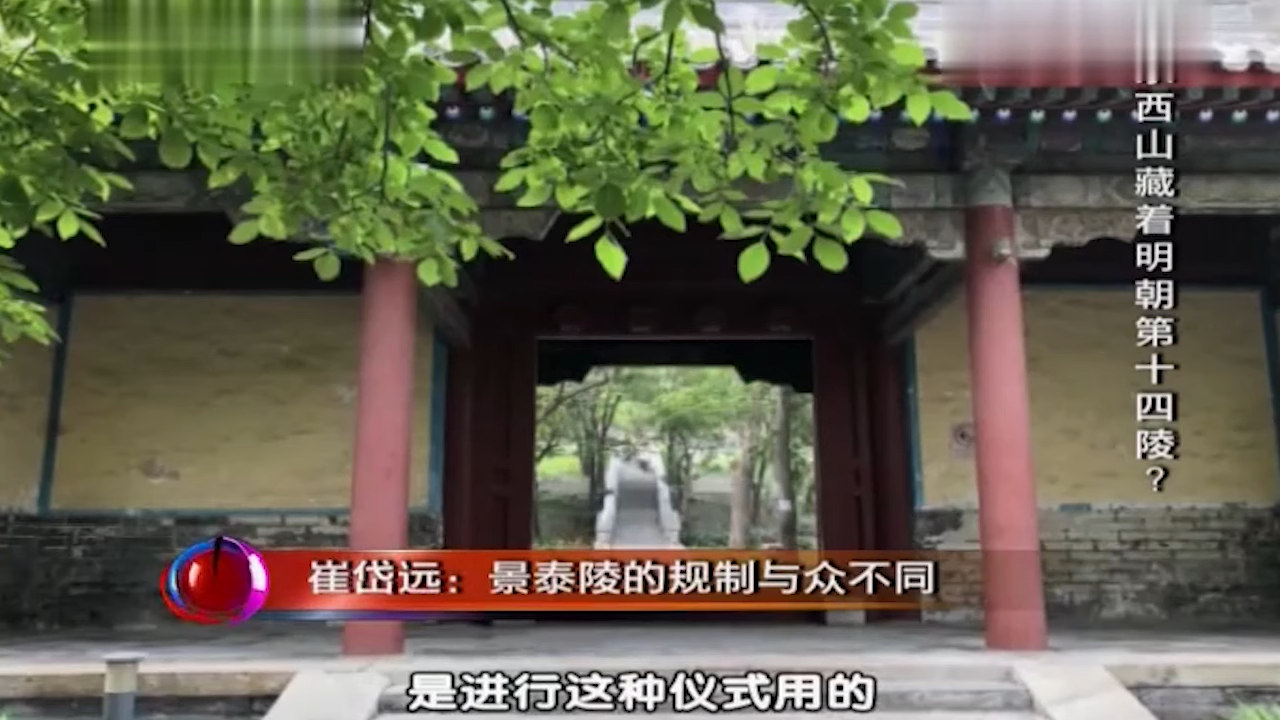 西山藏着明朝第十四陵?
崔岱远：景泰陵的规制与众不同
是进行这种仪式用的